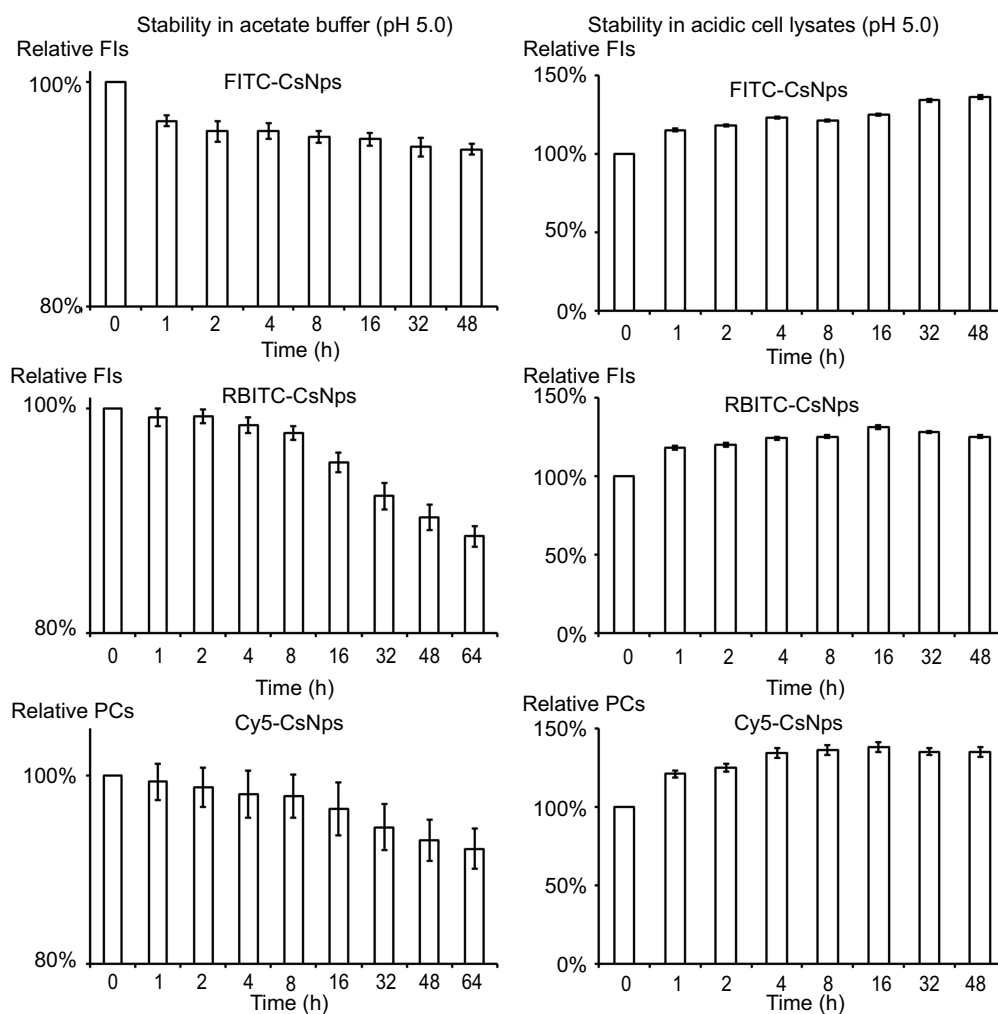 Stability in acetate buffer (pH 5.0)
Relative FIs
FITC-CsNps
100%
80%
0 1 2 4 8 16 32 48
Time (h)
Relative FIs
RBITC-CsNps
100%
80%
0 1 2 4 8 16 32 48 64
Time (h)
Relative PCs
Cy5-CsNps
100%
80%
0 1 2 4 8 16 32 48 64
Time (h)
Stability in acidic cell lysates (pH 5.0)
Relative FIs
150%
FITC-CsNps
100%
50%
0%
0 1 2 4 8 16 32 48
Time (h)
Relative FIs
150%
RBITC-CsNps
100%
50%
0%
0 1 2 4 8 16 32 48
Time (h)
Relative PCs
150%
Cy5-CsNps
100%
50%
0%
0 1 2 4 8 16 32 48
Time (h)